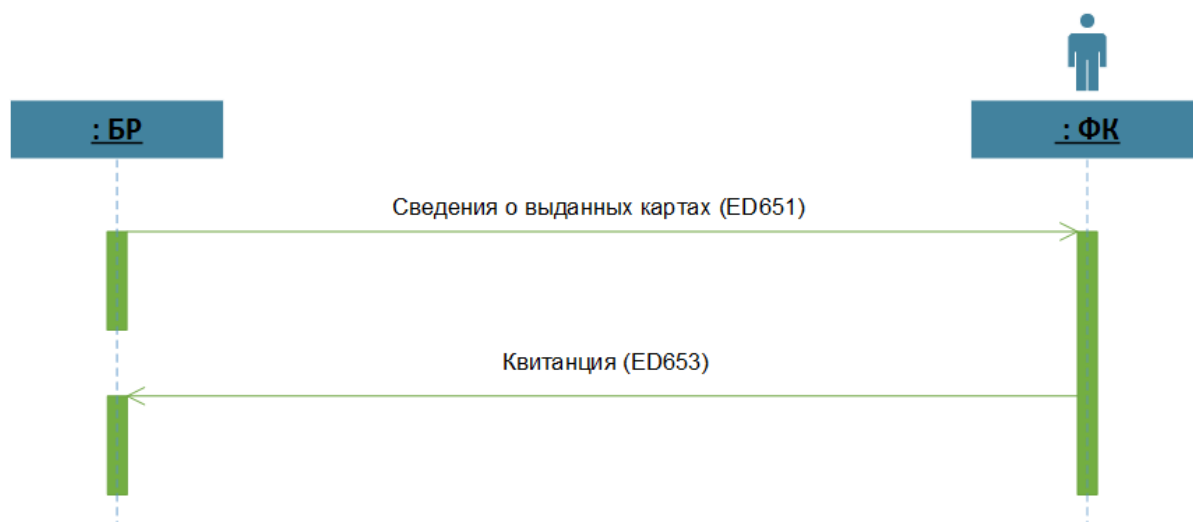 : БР
: ФК
Сведения о выданных картах (ED651)
Квитанция (ED653)